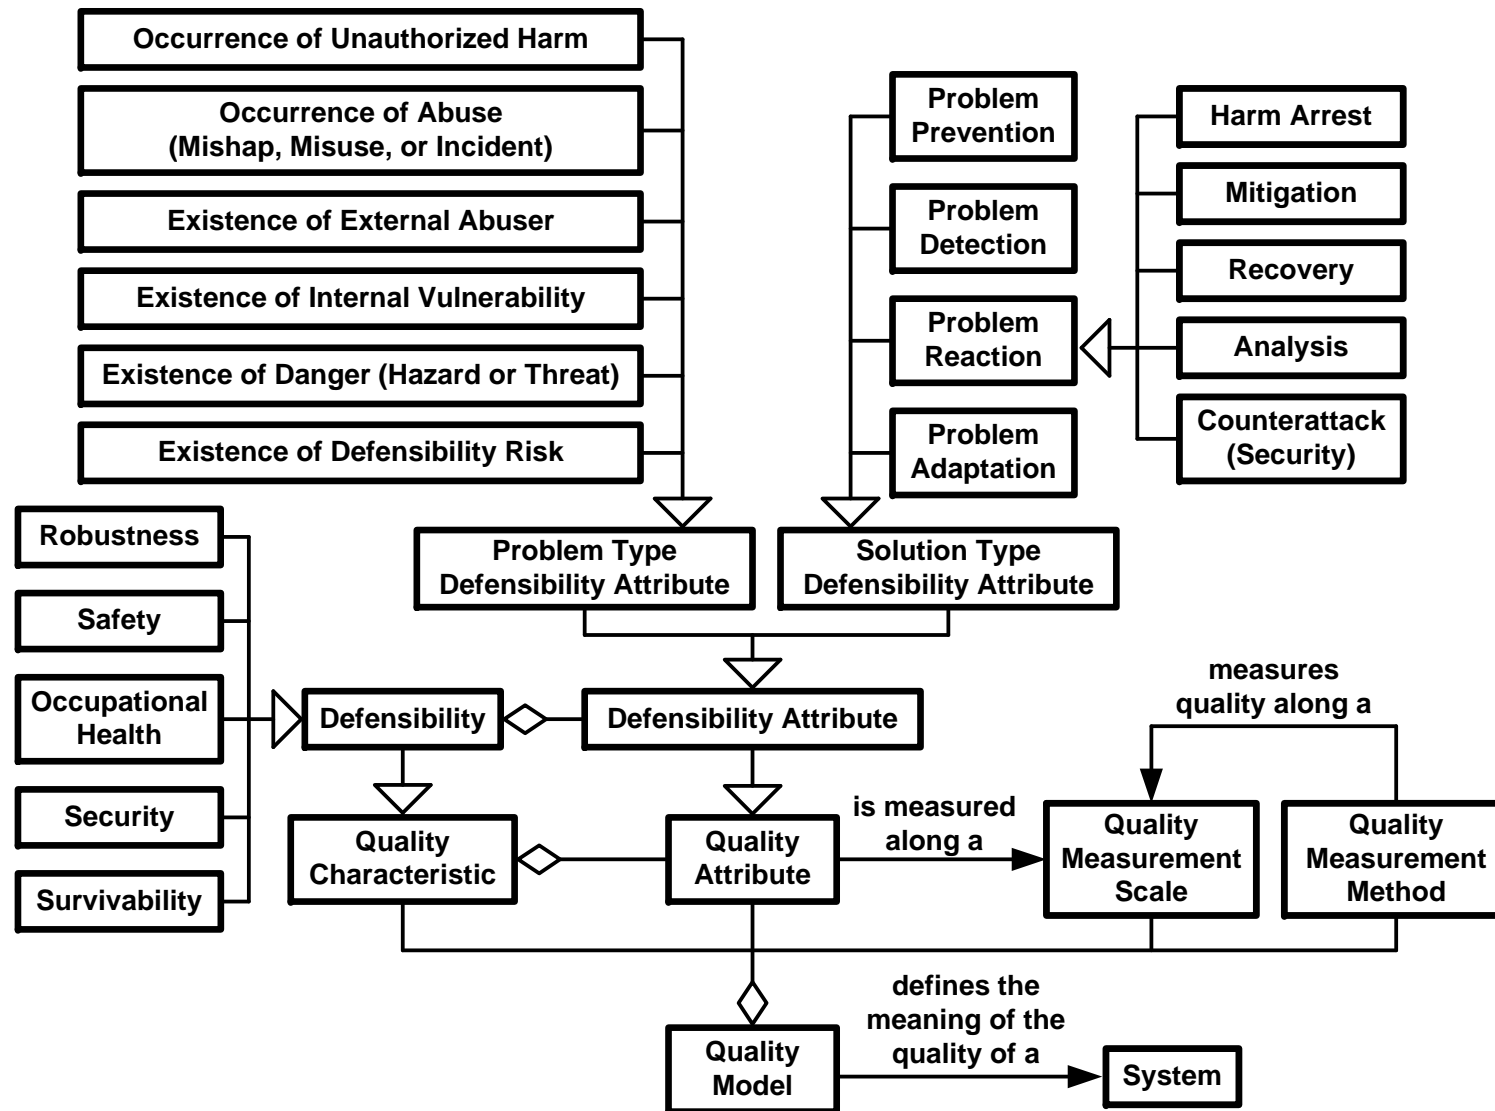 Occurrence of Unauthorized Harm
Occurrence of Abuse
(Mishap, Misuse, or Incident)
Existence of External Abuser
Existence of Internal Vulnerability
Existence of Danger (Hazard or Threat)
Existence of Defensibility Risk
Problem
Prevention
Problem
Detection
Problem
Reaction
Problem
Adaptation
Harm Arrest
Mitigation
Recovery
Analysis
Counterattack
(Security)
Problem Type
Defensibility Attribute
Solution Type
Defensibility Attribute
Robustness
Safety
Occupational
Health
Security
Survivability
Defensibility
Defensibility Attribute
measures
quality along a
Quality
Characteristic
Quality
Attribute
is measured
along a
Quality
Measurement
Scale
Quality
Measurement
Method
Quality
Model
defines the
meaning of the
quality of a
System